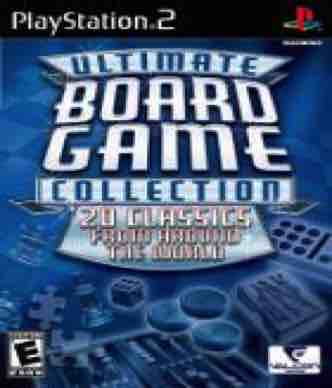 PlayStation.2
ULTIMATE
BOARD
GAME
COLLECTION
20 CLASSICS
FROM AROUND
THE WORLD
E